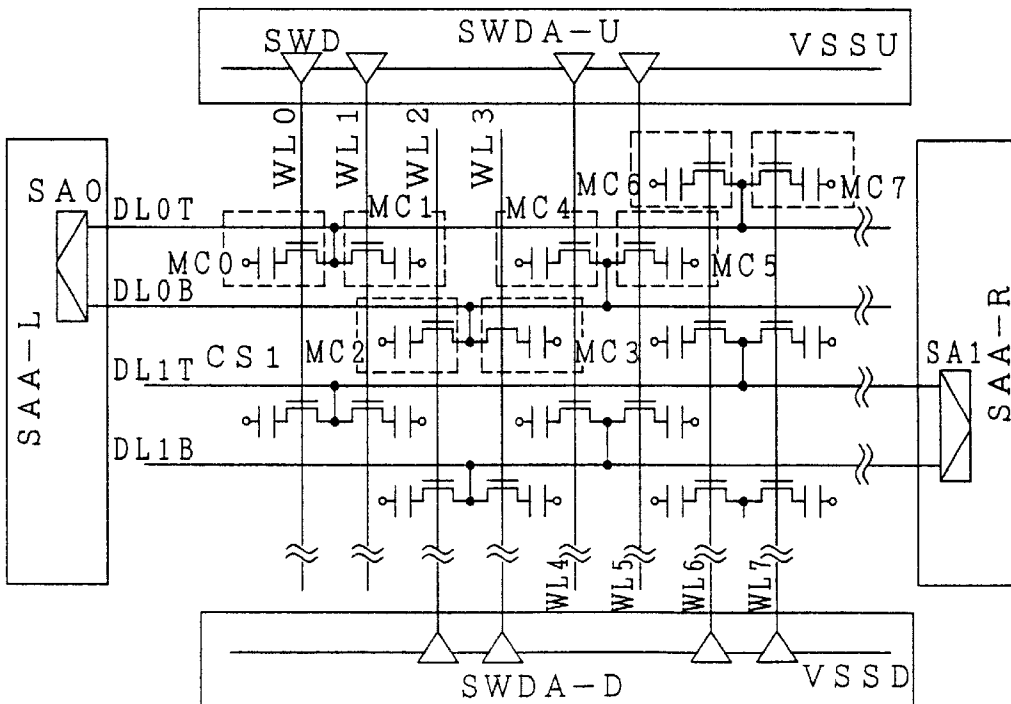 SWD
SWDA-U
VSSU
WL0
WL1
WL2
WL3
SA0
DL0T
MC0
MC1
MC4
MC5
MC6
MC7
DL0B
SAA-L
CS1
MC2
MC3
DL1T
SA1
SAA-R
DL1B
WL4
WL5
WL6
WL7
SWDA-D
VSSD